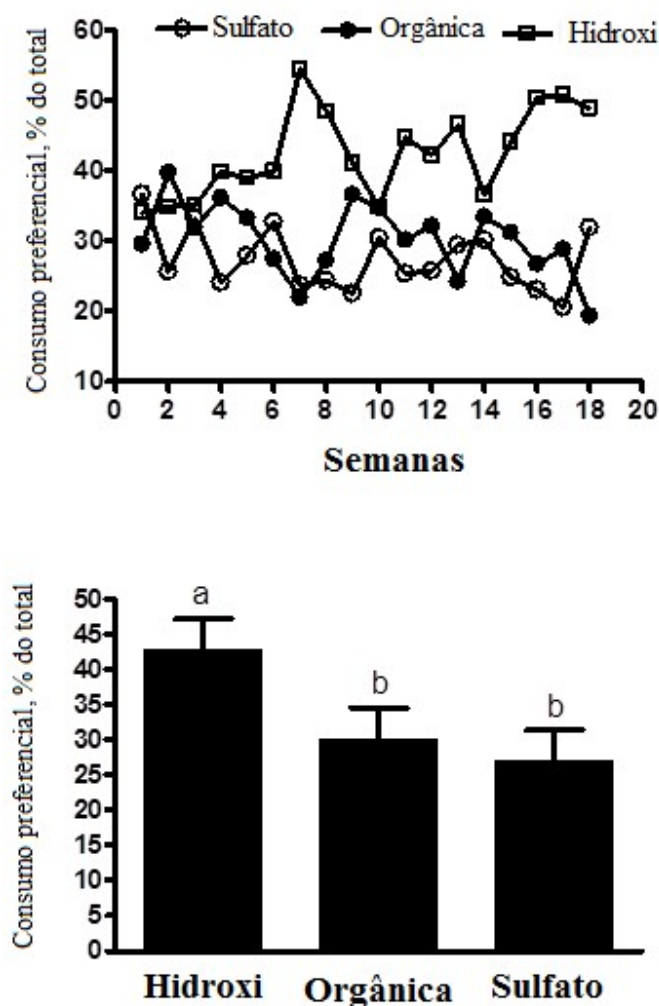 60
Sulfato Orgânica Hidroxi
50
40
30
20
10
0 2 4 6 8 10 12 14 16 18 20
Consumo preferencial, % do total
Semanas
50
45
40
35
30
25
20
15
10
5
0
a
b
b
Consumo preferencial, % do total
Hidroxi Orgânica Sulfato